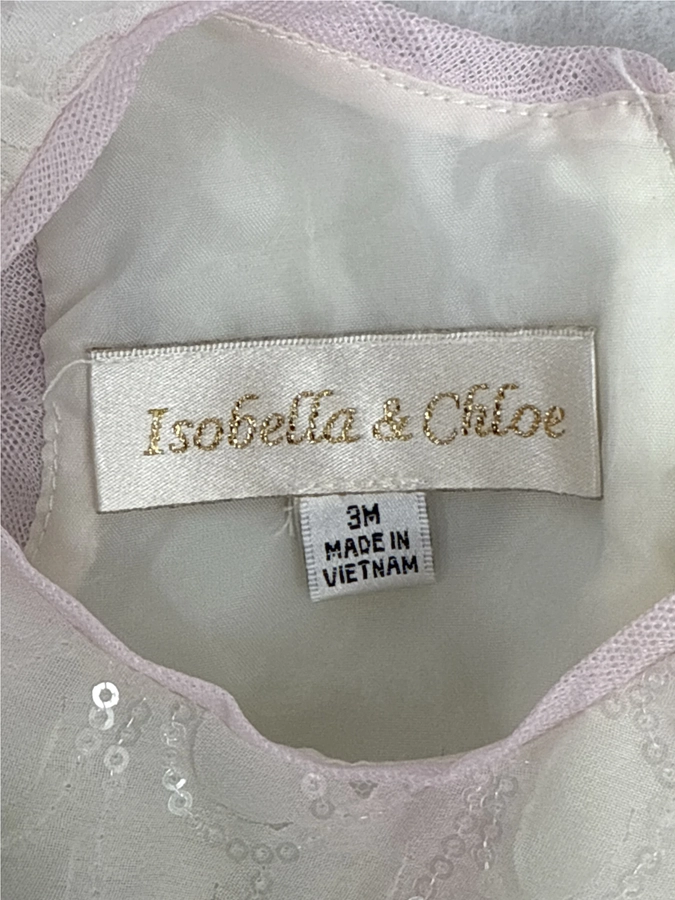 Isobella & Chloe
3M
MADE IN
VIETNAM